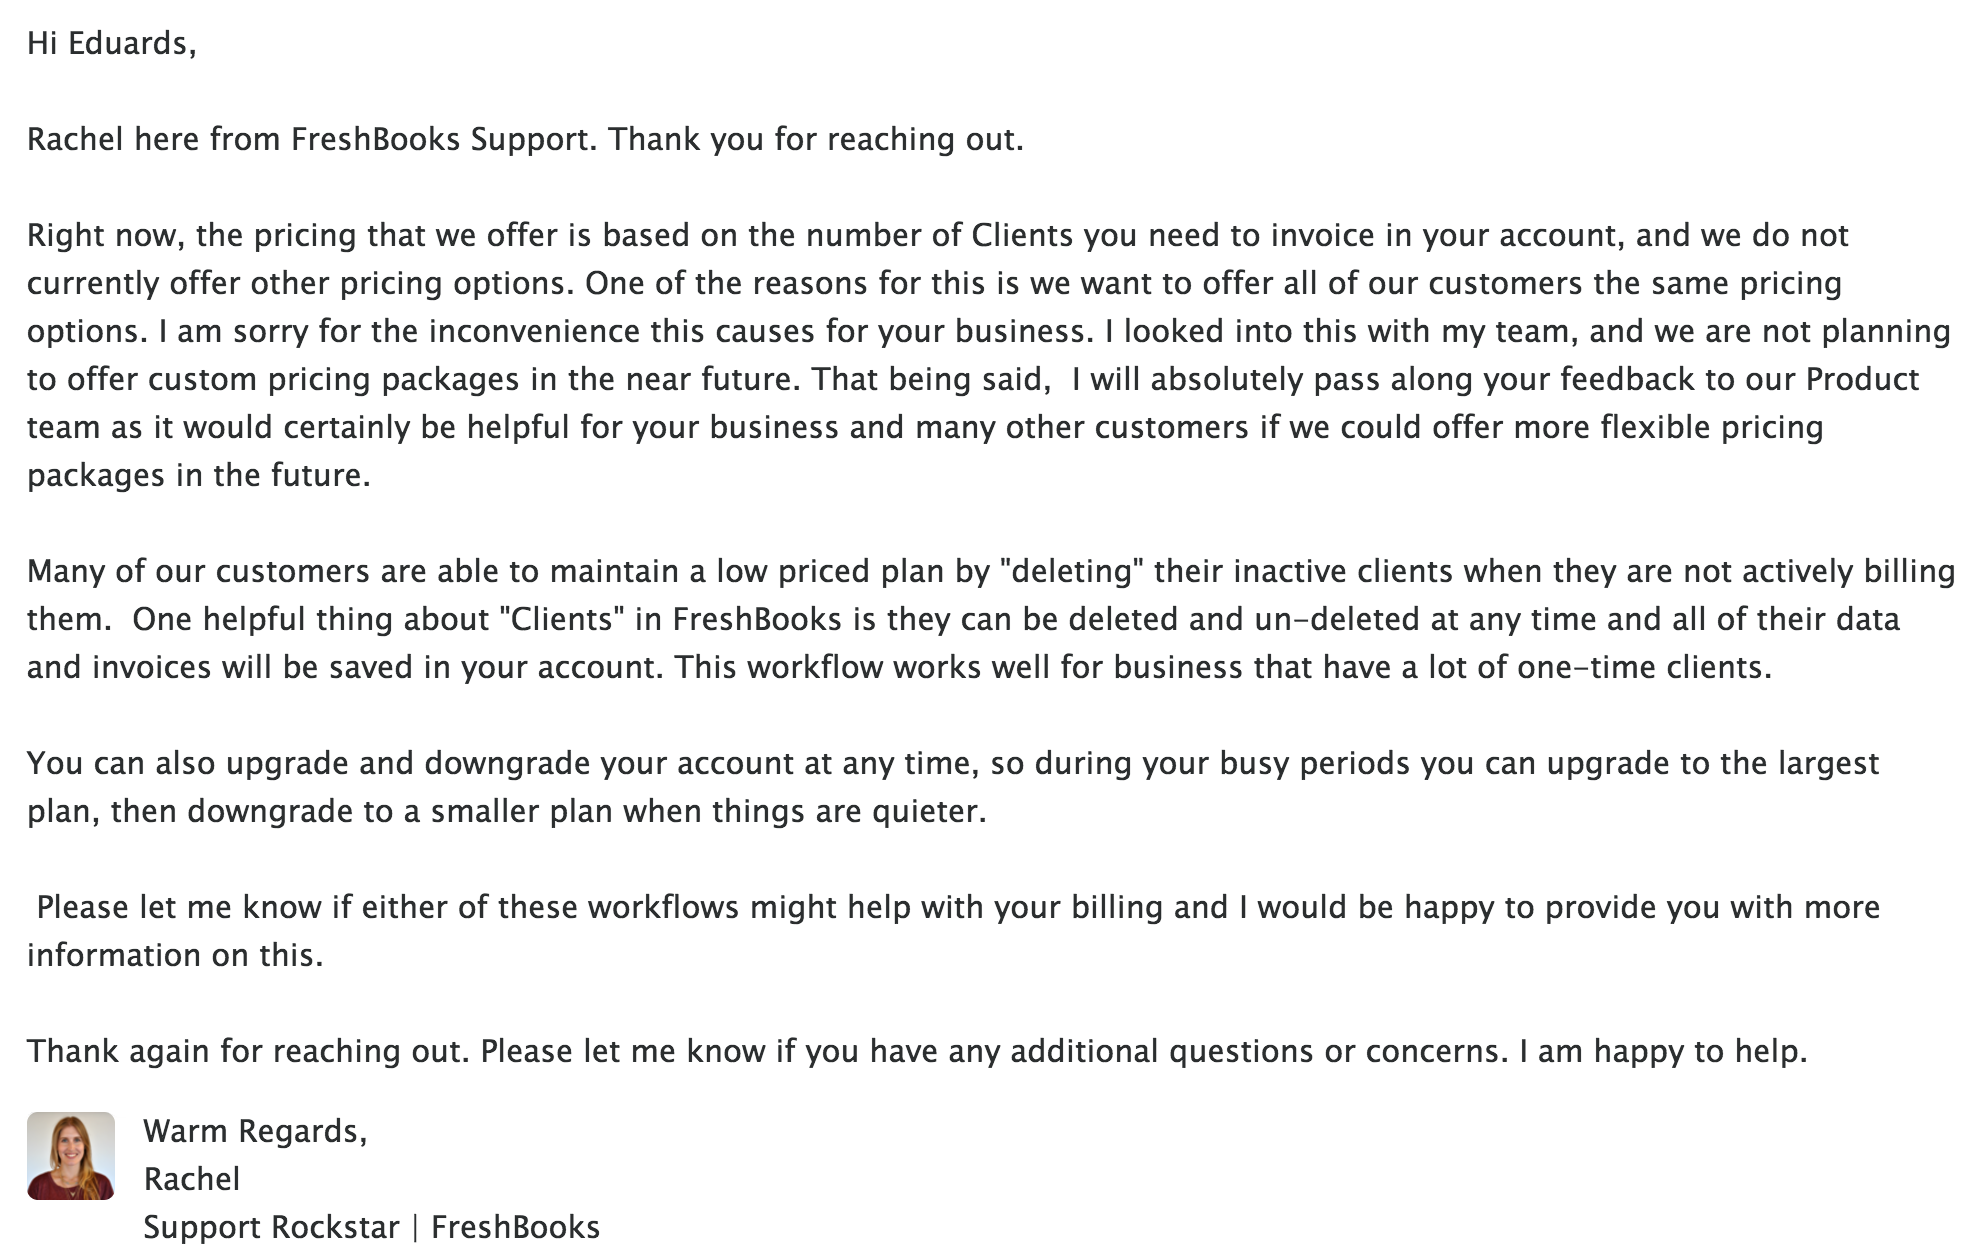 Hi Eduards,
Rachel here from FreshBooks Support. Thank you for reaching out.
Right now, the pricing that we offer is based on the number of Clients you need to invoice in your account, and we do not
currently offer other pricing options. One of the reasons for this is we want to offer all of our customers the same pricing
options. I am sorry for the inconvenience this causes for your business. I looked into this with my team, and we are not planning
to offer custom pricing packages in the near future. That being said,  I will absolutely pass along your feedback to our Product
team as it would certainly be helpful for your business and many other customers if we could offer more flexible pricing
packages in the future.
Many of our customers are able to maintain a low priced plan by "deleting" their inactive clients when they are not actively billing
them.  One helpful thing about "Clients" in FreshBooks is they can be deleted and un-deleted at any time and all of their data
and invoices will be saved in your account. This workflow works well for business that have a lot of one-time clients.
You can also upgrade and downgrade your account at any time, so during your busy periods you can upgrade to the largest
plan, then downgrade to a smaller plan when things are quieter.
Please let me know if either of these workflows might help with your billing and I would be happy to provide you with more
information on this.
Thank again for reaching out. Please let me know if you have any additional questions or concerns. I am happy to help.
Warm Regards,
Rachel
Support Rockstar | FreshBooks